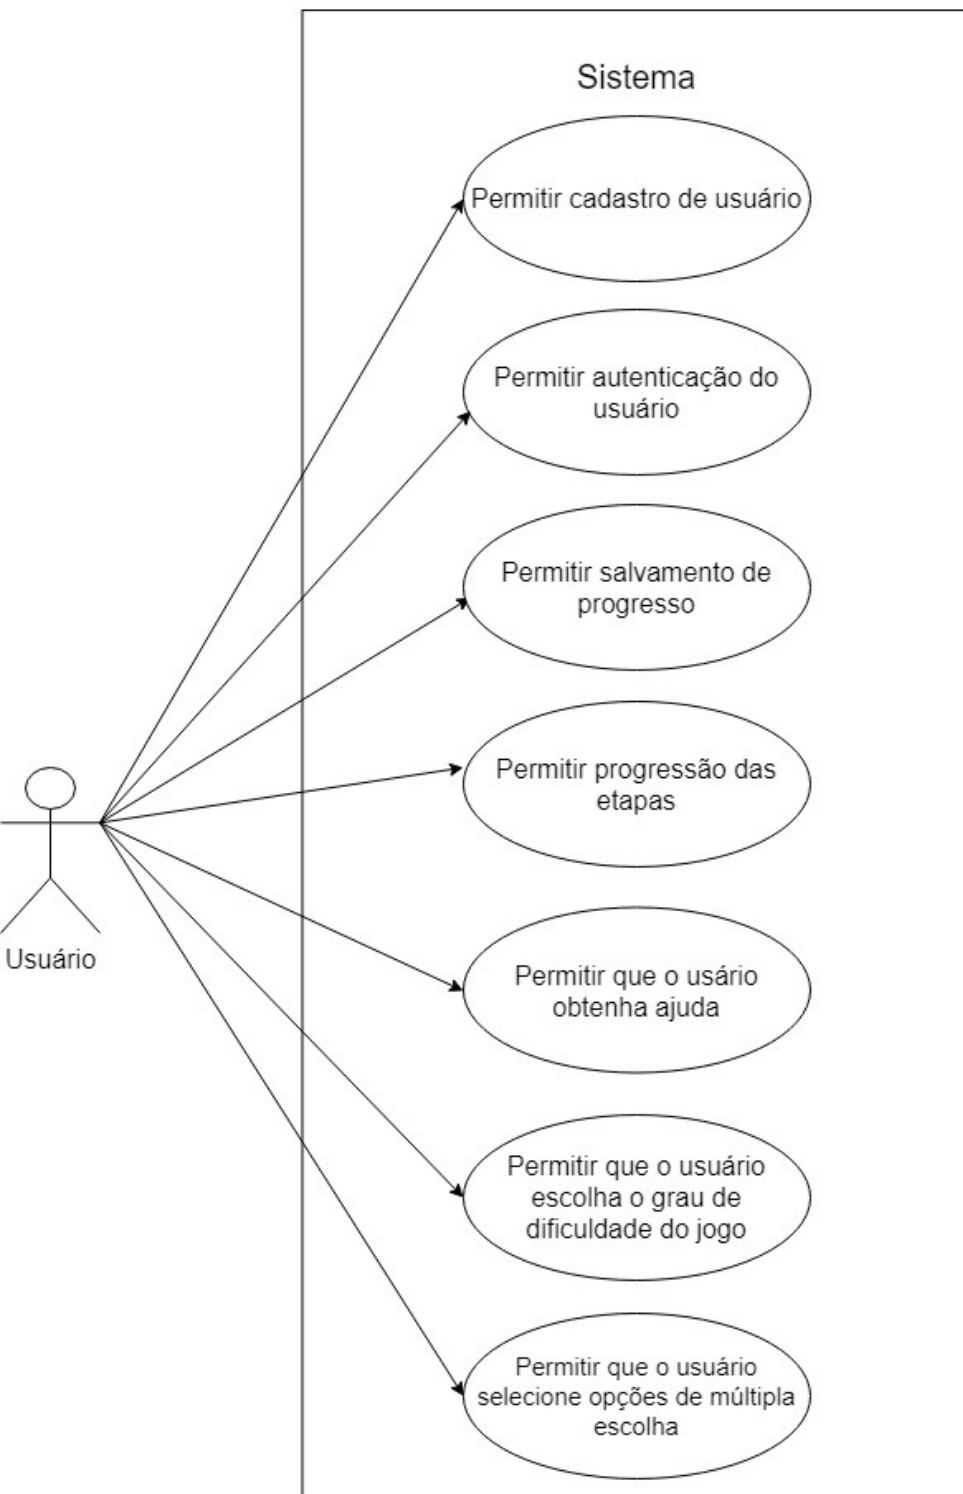 Sistema
Permitir cadastro de usuário
Permitir autenticação do
usuário
Permitir salvamento de
progresso
Permitir progressão das
etapas
Usuário
Permitir que o usário
obtenha ajuda
Permitir que o usuário
escolha o grau de
dificuldade do jogo
Permitir que o usuário
selecione opções de múltipla
escolha